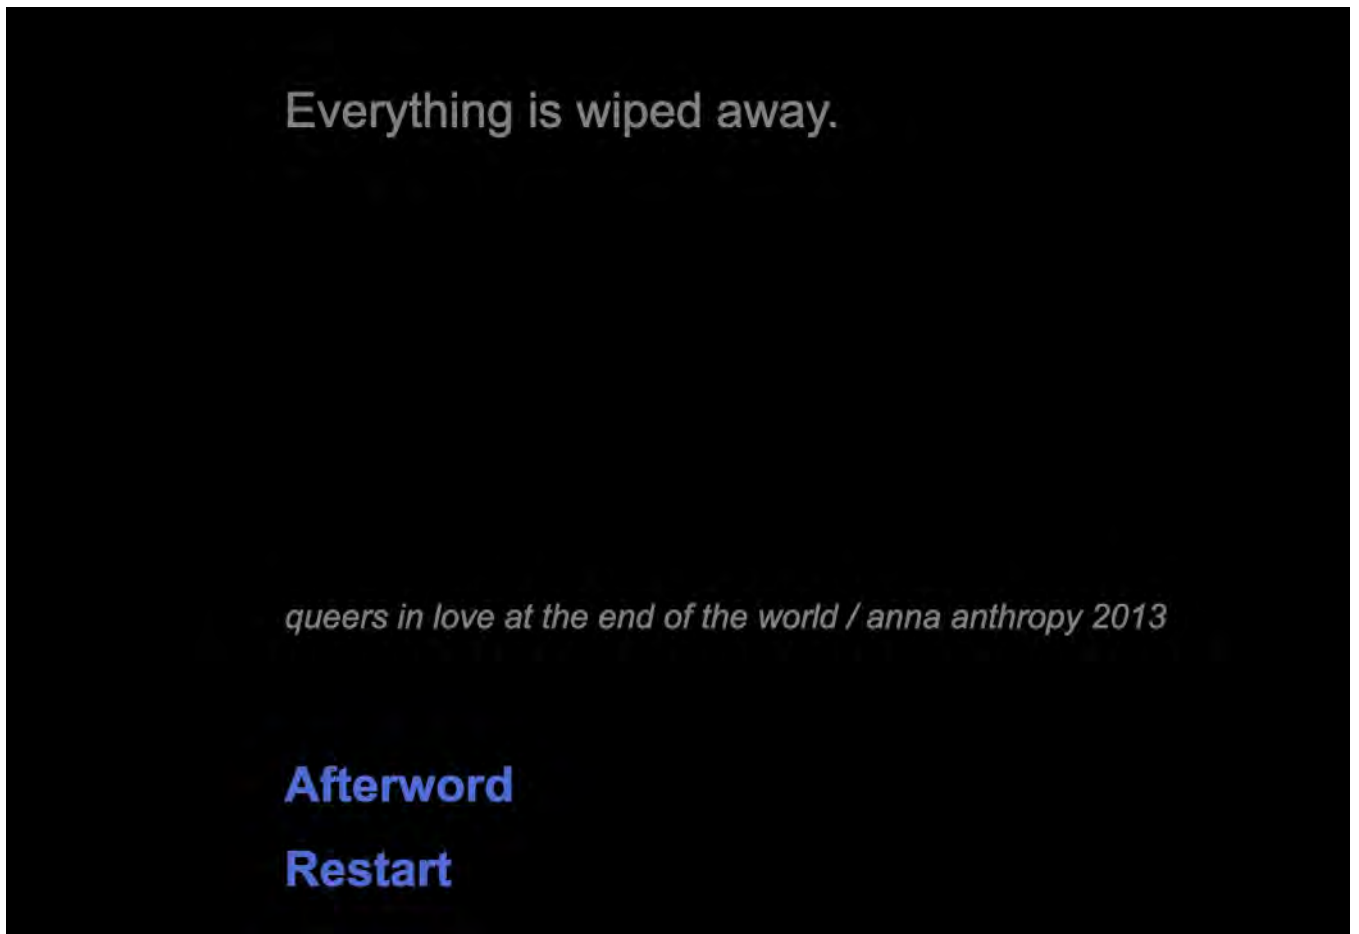 Everything is wiped away.
queers in love at the end of the world / anna anthropy 2013
Afterword
Restart